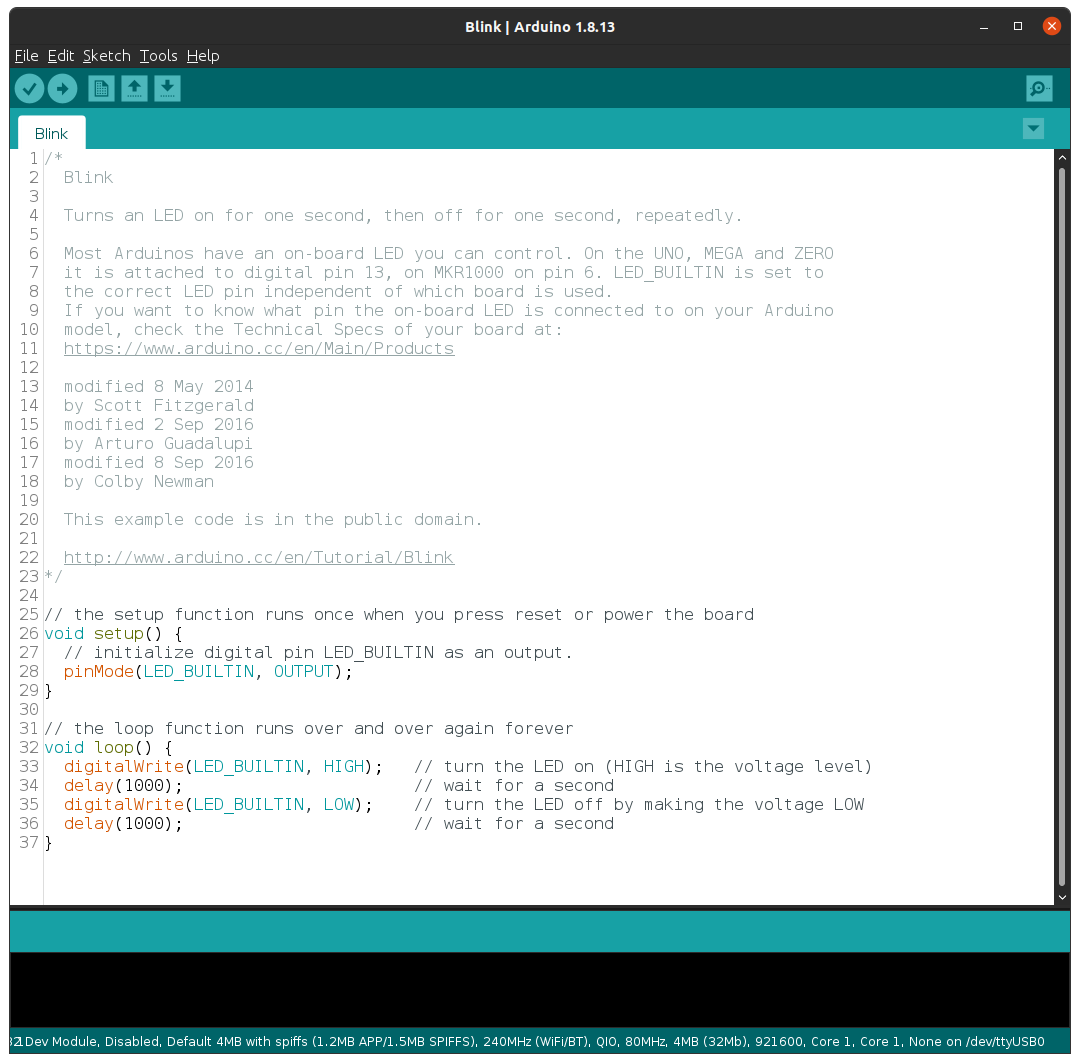 Blink | Arduino 1.8.13
File Edit Sketch Tools Help
Blink
1 /*
2   Blink
3
4   Turns an LED on for one second, then off for one second, repeatedly.
5
6   Most Arduinos have an on-board LED you can control. On the UNO, MEGA and ZERO
7   it is attached to digital pin 13, on MKR1000 on pin 6. LED_BUILTIN is set to
8   the correct LED pin independent of which board is used.
9   If you want to know what pin the on-board LED is connected to on your Arduino
10   model, check the Technical Specs of your board at:
11   https://www.arduino.cc/en/Main/Products
12
13   modified 8 May 2014
14   by Scott Fitzgerald
15   modified 2 Sep 2016
16   by Arturo Guadalupi
17   modified 8 Sep 2016
18   by Colby Newman
19
20   This example code is in the public domain.
21
22   http://www.arduino.cc/en/Tutorial/Blink
23 */
24
25 // the setup function runs once when you press reset or power the board
26 void setup() {
27   // initialize digital pin LED_BUILTIN as an output.
28   pinMode(LED_BUILTIN, OUTPUT);
29 }
30
31 // the loop function runs over and over again forever
32 void loop() {
33   digitalWrite(LED_BUILTIN, HIGH);   // turn the LED on (HIGH is the voltage level)
34   delay(1000);                       // wait for a second
35   digitalWrite(LED_BUILTIN, LOW);    // turn the LED off by making the voltage LOW
36   delay(1000);                       // wait for a second
37 }
Dev Module, Disabled, Default 4MB with spiffs (1.2MB APP/1.5MB SPIFFS), 240MHz (WiFi/BT), QIO, 80MHz, 4MB (32Mb), 921600, Core 1, Core 1, None on /dev/ttyUSB0